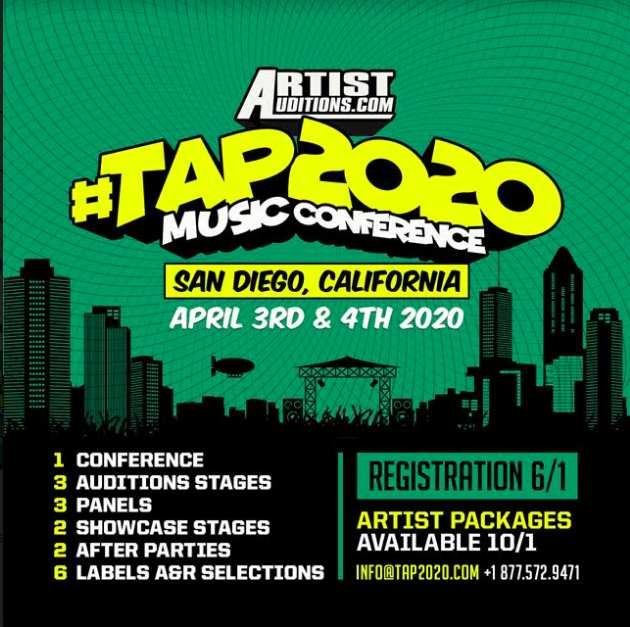 ARTIST
AUDITIONS.COM
#TAP2020
MUSIC CONFERENCE
SAN DIEGO, CALIFORNIA
APRIL 3RD & 4TH 2020
1 CONFERENCE
3 AUDITIONS STAGES
3 PANELS
2 SHOWCASE STAGES
2 AFTER PARTIES
6 LABELS A&R SELECTIONS
REGISTRATION 6/1
ARTIST PACKAGES
AVAILABLE 10/1
INFO@TAP2020.COM +1 877.572.9471